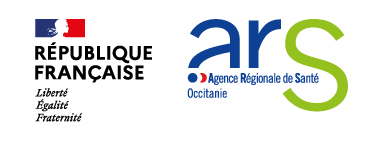 RÉPUBLIQUE
FRANÇAISE
Liberté
Égalité
Fraternité
ars
Agence Régionale de Santé
Occitanie